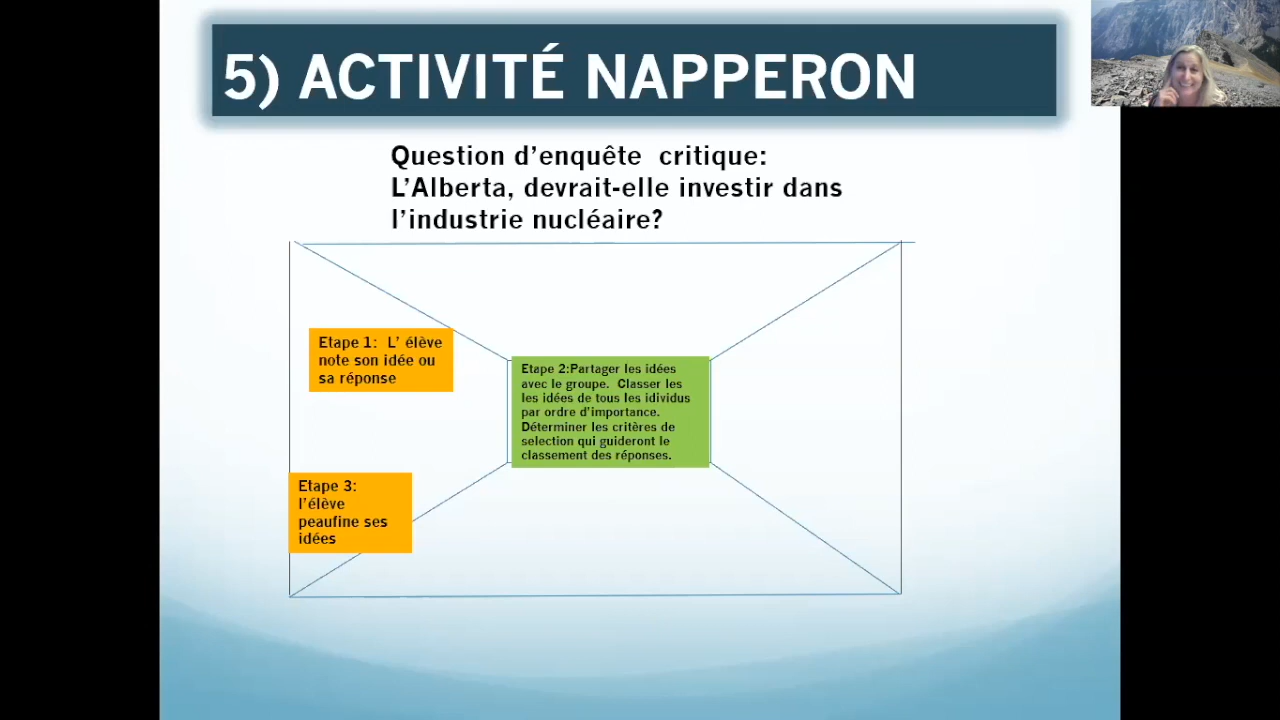 5) ACTIVITÉ NAPPERON
Question d'enquête critique:
L'Alberta, devrait-elle investir dans
l'industrie nucléaire?
Etape 1: L' élève
note son idée ou
sa réponse
Etape 2:Partager les idées
avec le groupe. Classer les
les idées de tous les idividus
par ordre d'importance.
Déterminer les critères de
selection qui guideront le
classement des réponses.
Etape 3:
l'élève
peaufine ses
idées